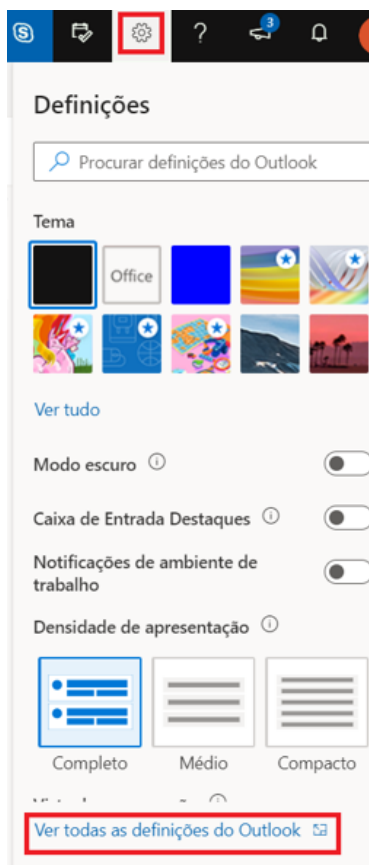 S ? 3
Definições
Procurar definições do Outlook
Tema
Office
Ver tudo
Modo escuro
Caixa de Entrada Destaques
Notificações de ambiente de
trabalho
Densidade de apresentação
Completo Médio Compacto
Ver todas as definições do Outlook